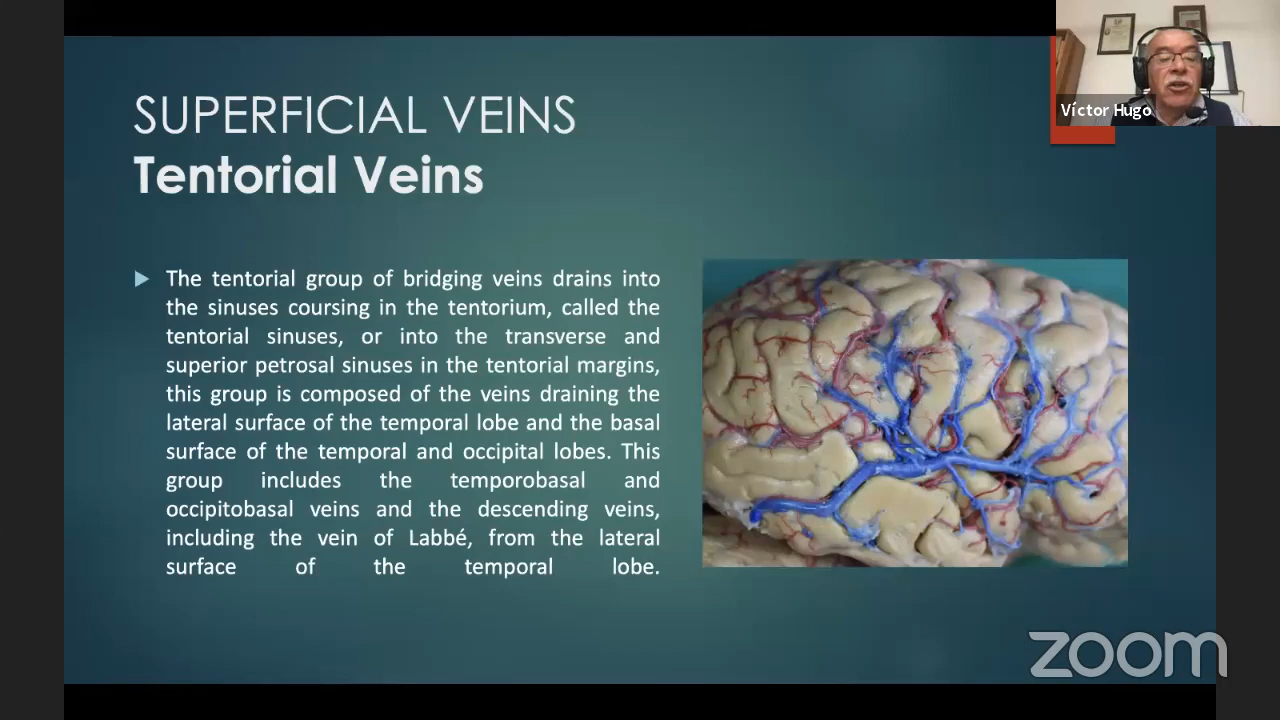 SUPERFICIAL VEINS
Tentorial Veins
The tentorial group of bridging veins drains into
the sinuses coursing in the tentorium, called the
tentorial sinuses, or into the transverse and
superior petrosal sinuses in the tentorial margins,
this group is composed of the veins draining the
lateral surface of the temporal lobe and the basal
surface of the temporal and occipital lobes. This
group includes the temporobasal and
occipitobasal veins and the descending veins,
including the vein of Labbé, from the lateral
surface of the temporal lobe.
Víctor Hugo
zoom